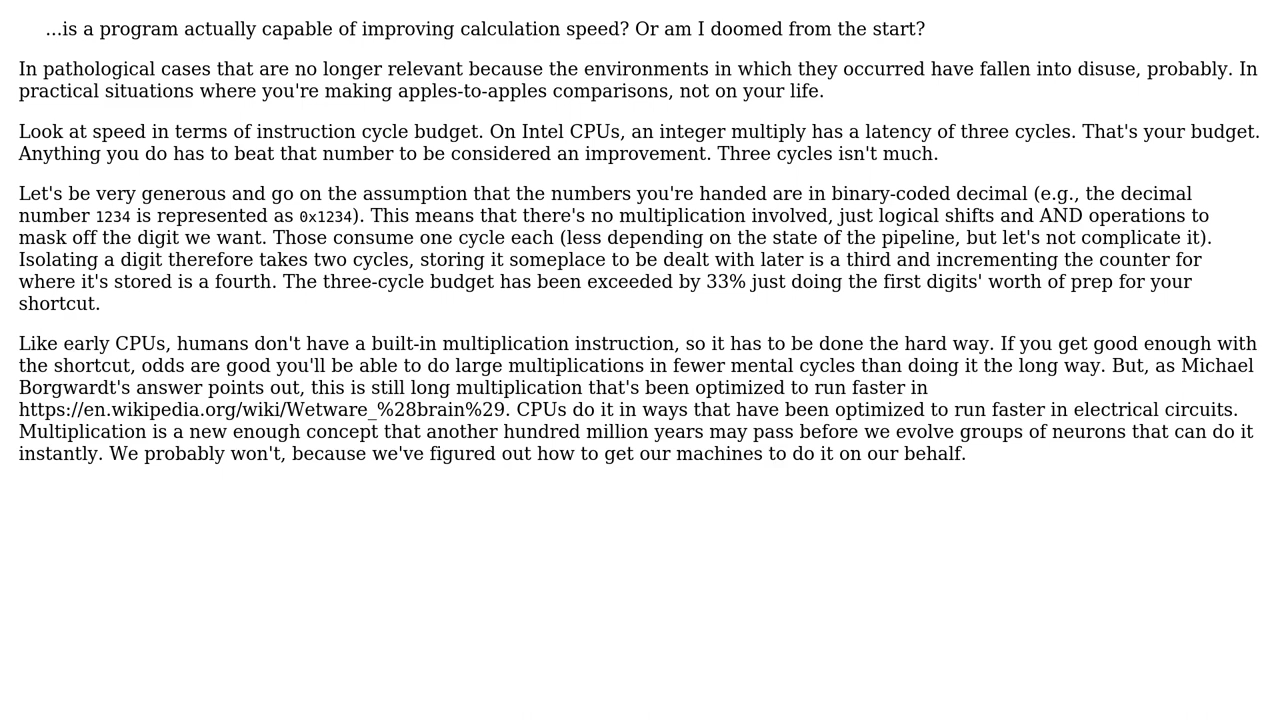 ...is a program actually capable of improving calculation speed? Or am I doomed from the start?
In pathological cases that are no longer relevant because the environments in which they occurred have fallen into disuse, probably. In
practical situations where you're making apples-to-apples comparisons, not on your life.
Look at speed in terms of instruction cycle budget. On Intel CPUs, an integer multiply has a latency of three cycles. That's your budget.
Anything you do has to beat that number to be considered an improvement. Three cycles isn't much.
Let's be very generous and go on the assumption that the numbers you're handed are in binary-coded decimal (e.g., the decimal
number 1234 is represented as 0x1234). This means that there's no multiplication involved, just logical shifts and AND operations to
mask off the digit we want. Those consume one cycle each (less depending on the state of the pipeline, but let's not complicate it).
Isolating a digit therefore takes two cycles, storing it someplace to be dealt with later is a third and incrementing the counter for
where it's stored is a fourth. The three-cycle budget has been exceeded by 33% just doing the first digits' worth of prep for your
shortcut.
Like early CPUs, humans don't have a built-in multiplication instruction, so it has to be done the hard way. If you get good enough with
the shortcut, odds are good you'll be able to do large multiplications in fewer mental cycles than doing it the long way. But, as Michael
Borgwardt's answer points out, this is still long multiplication that's been optimized to run faster in
https://en.wikipedia.org/wiki/Wetware_%28brain%29. CPUs do it in ways that have been optimized to run faster in electrical circuits.
Multiplication is a new enough concept that another hundred million years may pass before we evolve groups of neurons that can do it
instantly. We probably won't, because we've figured out how to get our machines to do it on our behalf.